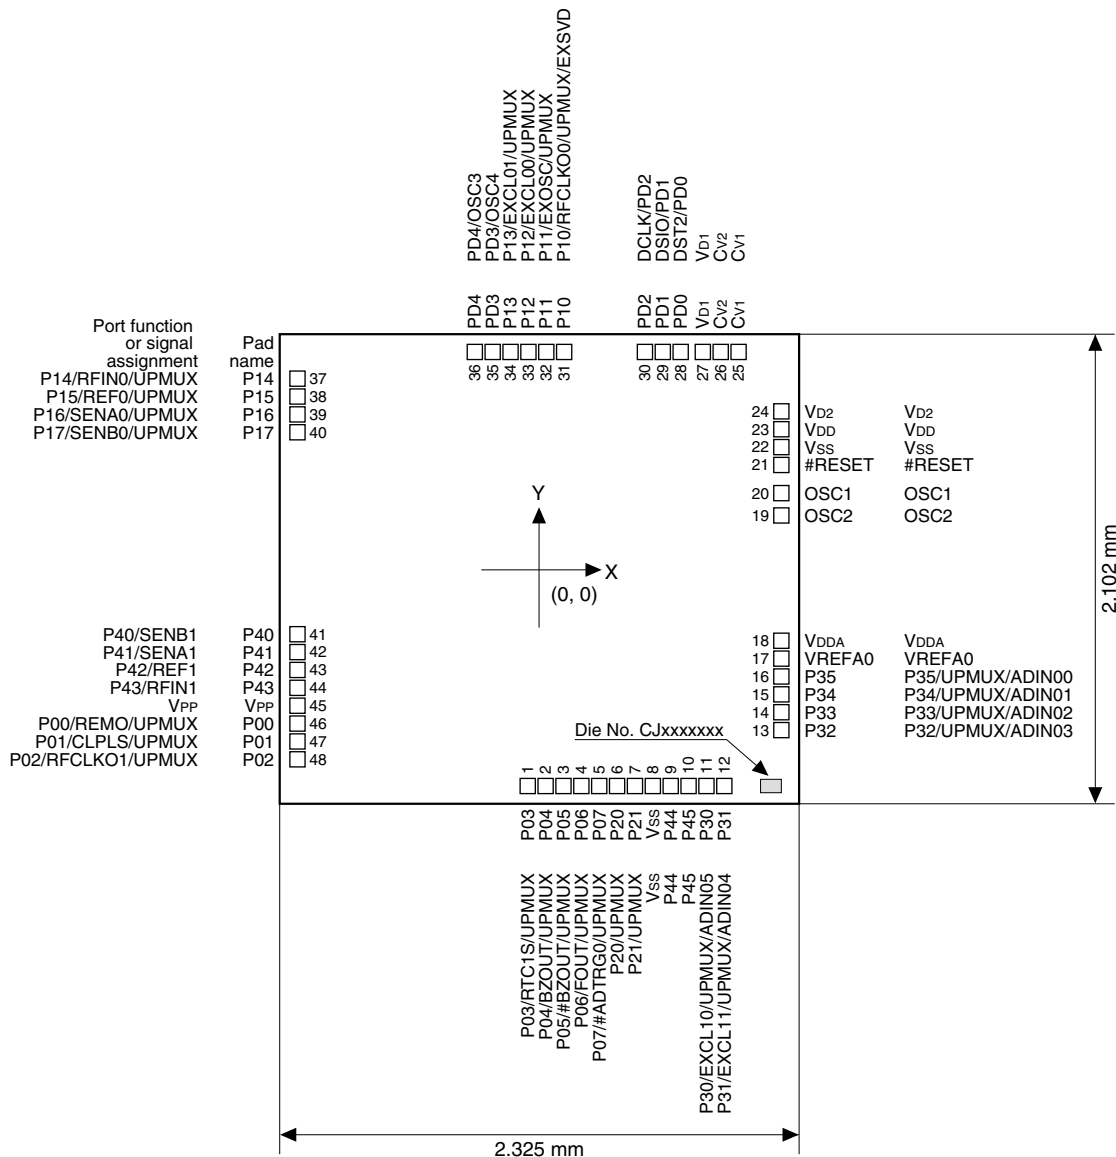 PD4/OSC3
PD3/OSC4
P13/EXCL01/UPMUX
P12/EXCL00/UPMUX
P11/EXOSC/UPMUX
P10/RFCLKO0/UPMUX/EXSVD
DCLK/PD2
DSIO/PD1
DST2/PD0
VD1
CV2
CV1
PD4
PD3
P13
P12
P11
P10
PD2
PD1
PD0
VD1
CV2
CV1
36
35
34
33
32
31
30
29
28
27
26
25
Port function
or signal
assignment
Pad
name
P14/RFIN0/UPMUX P14 37
P15/REF0/UPMUX P15 38
P16/SENA0/UPMUX P16 39
P17/SENB0/UPMUX P17 40
24 VD2 VD2
23 VDD VDD
22 VSS VSS
21 #RESET #RESET
20 OSC1 OSC1
19 OSC2 OSC2
Y
X
(0, 0)
2.102 mm
P40/SENB1 P40 41
P41/SENA1 P41 42
P42/REF1 P42 43
P43/RFIN1 P43 44
VPP VPP 45
P00/REMO/UPMUX P00 46
P01/CLPLS/UPMUX P01 47
P02/RFCLKO1/UPMUX P02 48
18 VDDA VDDA
17 VREFA0 VREFA0
16 P35 P35/UPMUX/ADIN00
15 P34 P34/UPMUX/ADIN01
14 P33 P33/UPMUX/ADIN02
13 P32 P32/UPMUX/ADIN03
Die No. CJxxxxxxx
1
2
3
4
5
6
7
8
9
10
11
12
P03
P04
P05
P06
P07
P20
P21
VSS
P44
P45
P30
P31
P03/RTC1S/UPMUX
P04/BZOUT/UPMUX
P05/#BZOUT/UPMUX
P06/FOUT/UPMUX
P07/#ADTRG0/UPMUX
P20/UPMUX
P21/UPMUX
VSS
P44
P45
P30/EXCL10/UPMUX/ADIN05
P31/EXCL11/UPMUX/ADIN04
2.325 mm